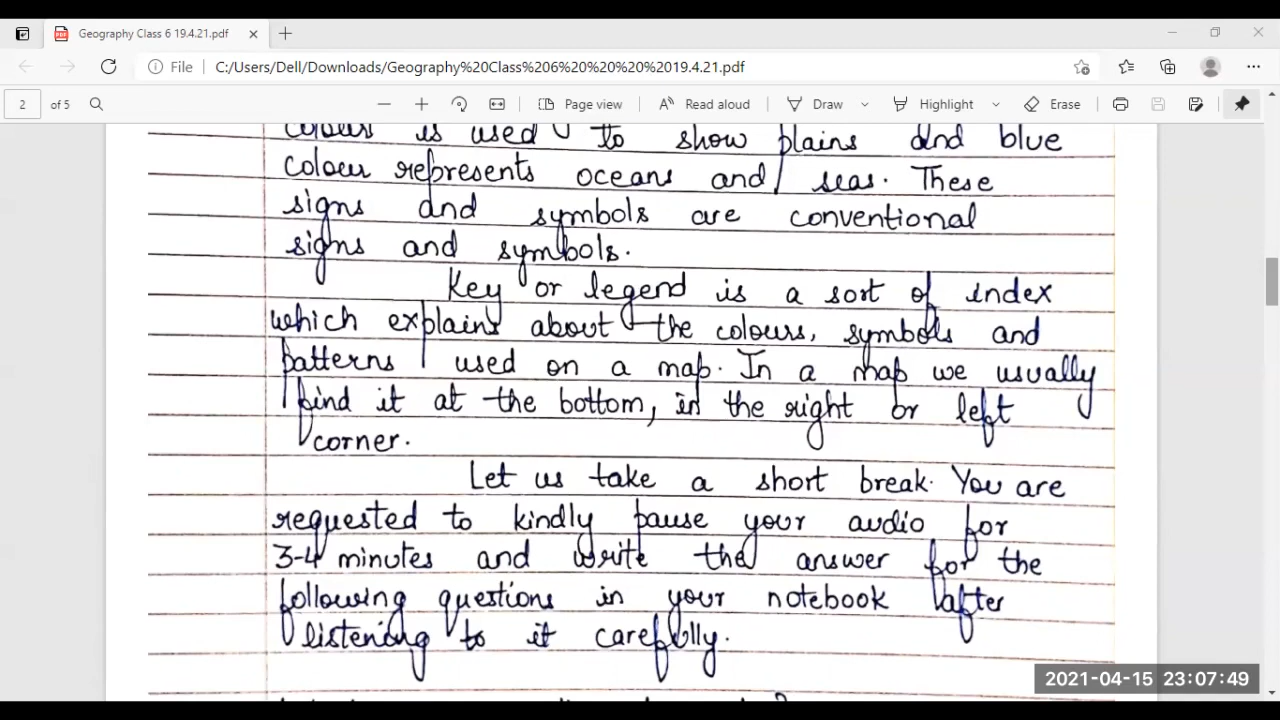 Geography Class 6 19.4.21.pdf
File C:/Users/Dell/Downloads/Geography%20Class%206%20%20%20%2019.4.21.pdf
2 of 5 Page view Read aloud Draw Highlight Erase
colour is used to show plains and blue
colour represents oceans and seas. These
signs and symbols are conventional
signs and symbols.
Key or legend is a sort of index
which explains about the colours, symbols and
patterns used on a map. In a map we usually
find it at the bottom, in the right or left
corner.
Let us take a short break. You are
requested to kindly pause your audio for
3-4 minutes and write the answer for the
following questions in your notebook after
listening to it carefully.
2021-04-15 23:07:49